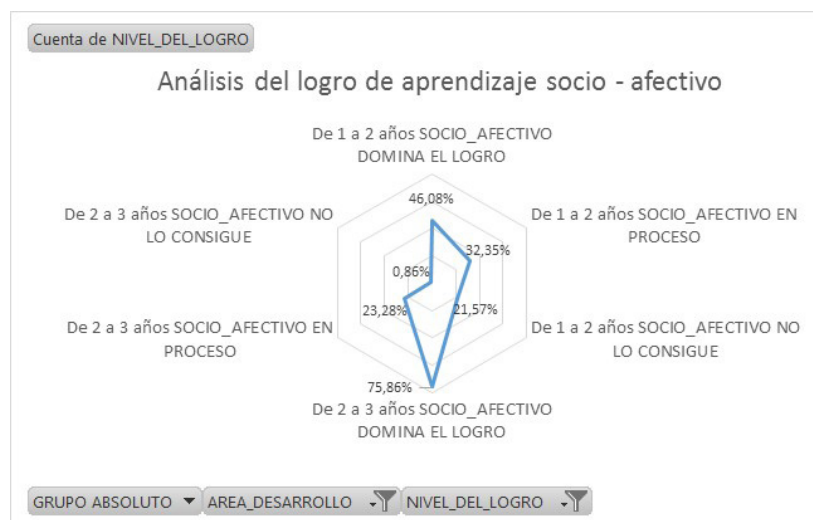 Cuenta de NIVEL_DEL_LOGRO
Análisis del logro de aprendizaje socio - afectivo
De 1 a 2 años SOCIO_AFECTIVO
DOMINA EL LOGRO
46,08%
De 2 a 3 años SOCIO_AFECTIVO NO
LO CONSIGUE
De 1 a 2 años SOCIO_AFECTIVO EN
PROCESO
32,35%
0,86%
23,28%
21,57%
De 2 a 3 años SOCIO_AFECTIVO EN
PROCESO
De 1 a 2 años SOCIO_AFECTIVO NO
LO CONSIGUE
75,86%
De 2 a 3 años SOCIO_AFECTIVO
DOMINA EL LOGRO
GRUPO ABSOLUTO
AREA_DESARROLLO
NIVEL_DEL_LOGRO